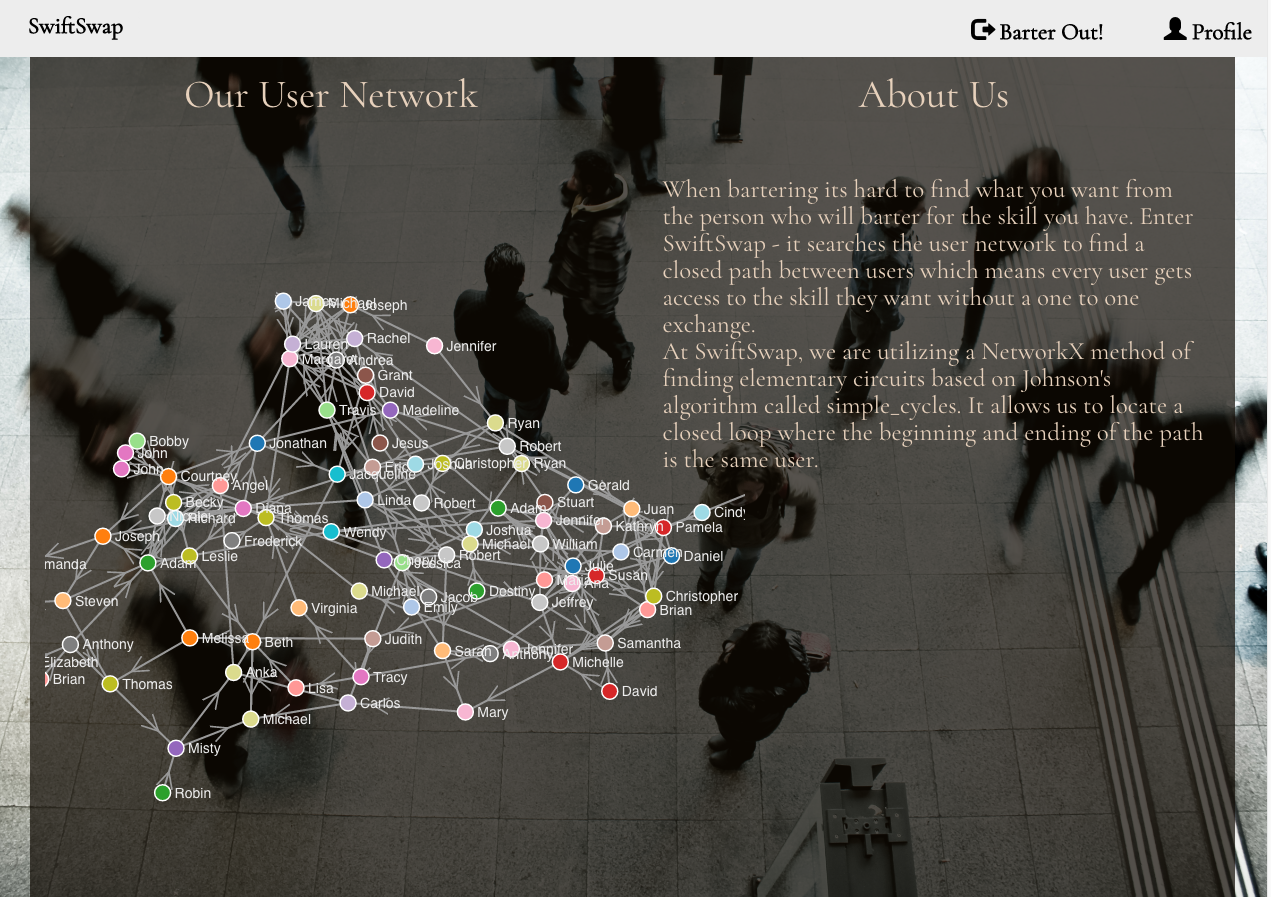 SwiftSwap
Barter Out!
Profile
Our User Network
About Us
When bartering its hard to find what you want from
the person who will barter for the skill you have. Enter
SwiftSwap - it searches the user network to find a
closed path between users which means every user gets
access to the skill they want without a one to one
exchange.
At SwiftSwap, we are utilizing a NetworkX method of
finding elementary circuits based on Johnson's
algorithm called simple_cycles. It allows us to locate a
closed loop where the beginning and ending of the path
is the same user.
James
Michael
Joseph
Rachel
Lauren
Jennifer
Margaret
Andrea
Grant
David
Travis
Madeline
Ryan
Bobby
John
Jonathan
Jesus
Robert
John
Courtney
Jacqueline
Eric
Joshua
Christopher
Ryan
Angel
Gerald
Becky
Diana
Linda
Robert
Adam
Stuart
Juan
Cindy
Richard
Thomas
Jennifer
Kathryn
Pamela
Joseph
Frederick
Wendy
Joshua
Michael
William
Carmen
Daniel
manda
Adam
Leslie
Jessica
Robert
Julie
Susan
Maria
Ana
Steven
Virginia
Michael
Jacob
Emily
Destiny
Jeffrey
Christopher
Brian
Anthony
Melissa
Beth
Judith
Sarah
Anthony
Jennifer
Samantha
Elizabeth
Brian
Thomas
Anka
Lisa
Tracy
Michelle
David
Carlos
Michael
Mary
Misty
Robin